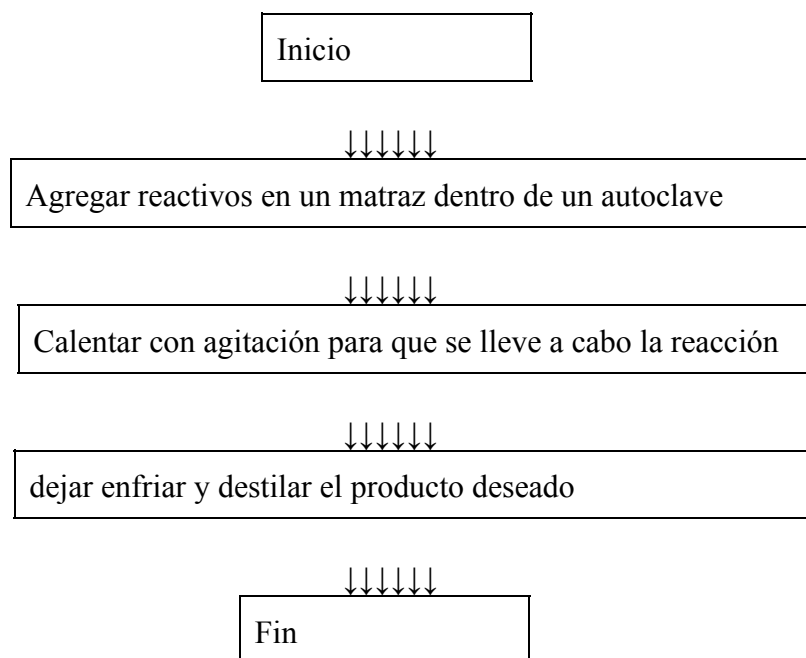 Inicio
↓↓↓↓↓↓
Agregar reactivos en un matraz dentro de un autoclave
↓↓↓↓↓↓
Calentar con agitación para que se lleve a cabo la reacción
↓↓↓↓↓↓
dejar enfriar y destilar el producto deseado
↓↓↓↓↓↓
Fin